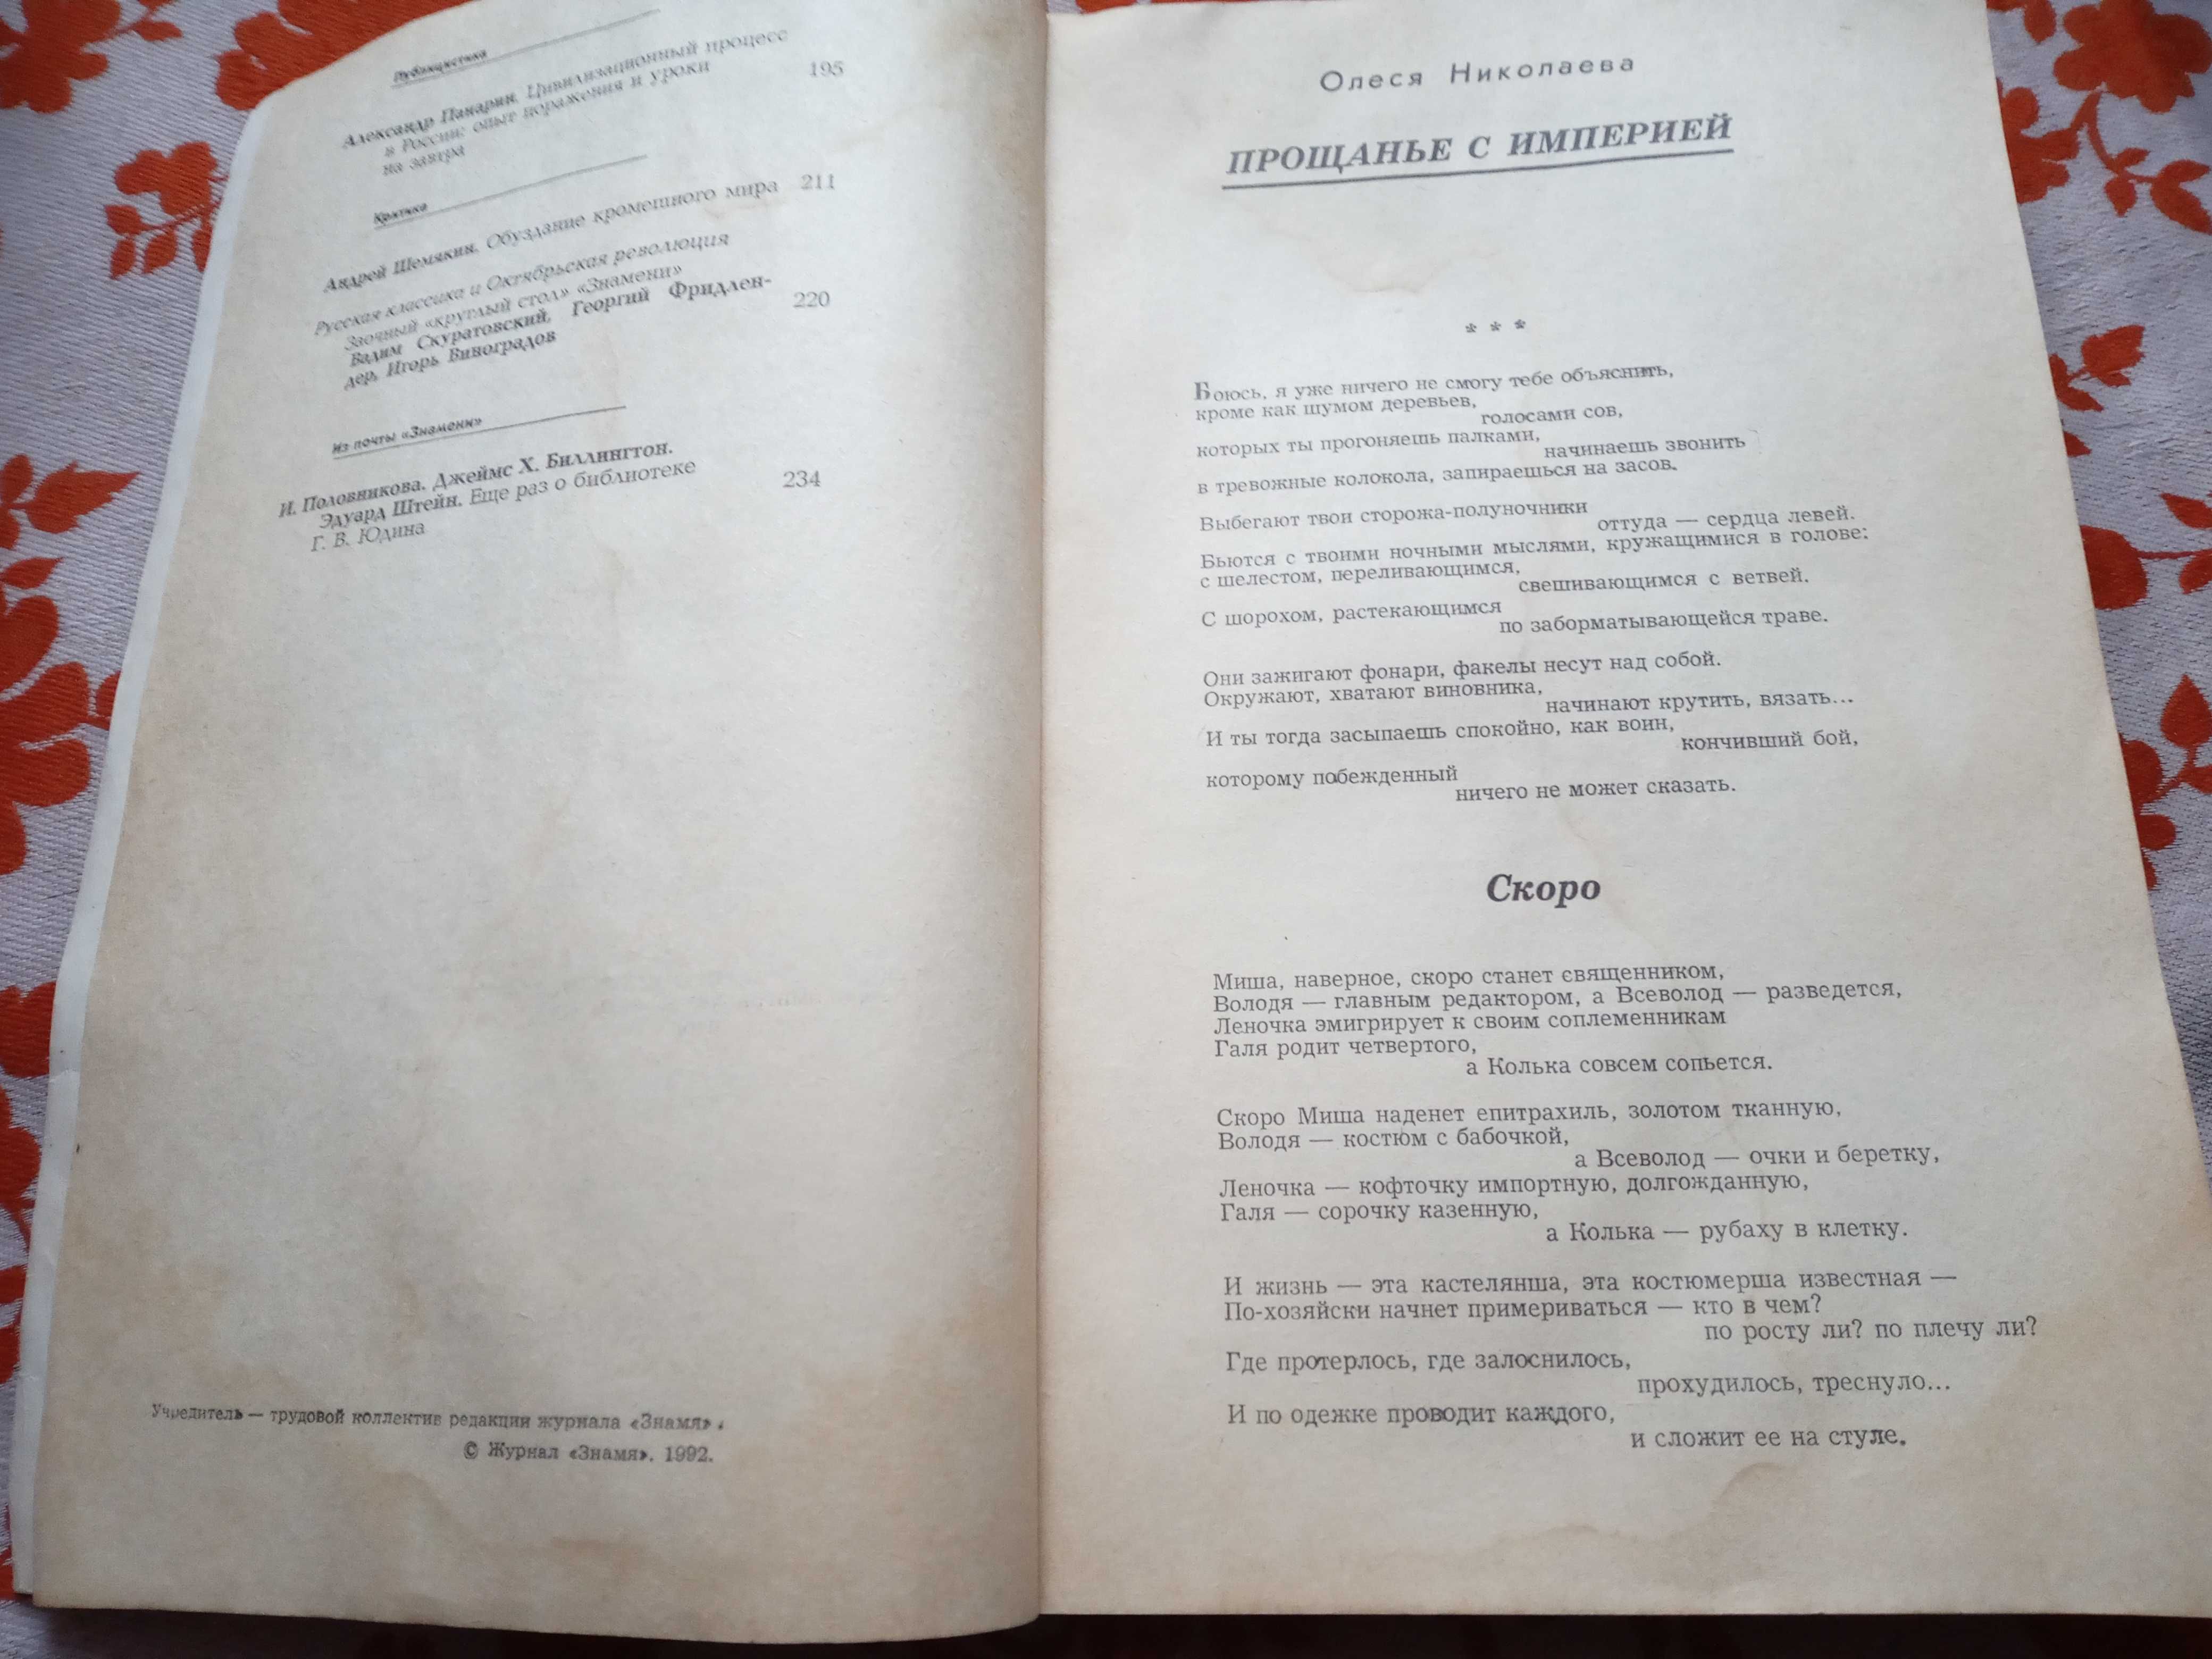 Публицистика
Александр Панарин. Цивилизационный процесс
в России: опыт поражения и уроки
на завтра
195
Критика
Андрей Шемякин. Обуздание кромешного мира 211
Русская классика и Октябрьская революция
Заочный «круглый стол» «Знамени»
Вадим Скуратовский, Георгий Фридлен-
дер, Игорь Виноградов
220
Из почты «Знамени»
И. Половникова. Джеймс Х. Биллингтон.
Эдуард Штейн. Еще раз о библиотеке
Г. В. Юдина
234
Учредитель — трудовой коллектив редакции журнала «Знамя».
© Журнал «Знамя». 1992.
Олеся Николаева
ПРОЩАНЬЕ С ИМПЕРИЕЙ
* * *
Боюсь, я уже ничего не смогу тебе объяснить,
кроме как шумом деревьев,
голосами сов,
которых ты прогоняешь палками,
начинаешь звонить
в тревожные колокола, запираешься на засов.
Выбегают твои сторожа-полуночники
оттуда — сердца левей.
Бьются с твоими ночными мыслями, кружащимися в голове:
с шелестом, переливающимся,
свешивающимся с ветвей.
С шорохом, растекающимся
по заборматывающейся траве.
Они зажигают фонари, факелы несут над собой.
Окружают, хватают виновника,
начинают крутить, вязать...
И ты тогда засыпаешь спокойно, как воин,
кончивший бой,
которому побежденный
ничего не может сказать.
Скоро
Миша, наверное, скоро станет священником,
Володя — главным редактором, а Всеволод — разведется,
Леночка эмигрирует к своим соплеменникам
Галя родит четвертого,
а Колька совсем сопьется.
Скоро Миша наденет епитрахиль, золотом тканную,
Володя — костюм с бабочкой,
а Всеволод — очки и беретку,
Леночка — кофточку импортную, долгожданную,
Галя — сорочку казенную,
а Колька — рубаху в клетку.
И жизнь — эта кастелянша, эта костюмерша известная —
По-хозяйски начнет примериваться — кто в чем?
по росту ли? по плечу ли?
Где протерлось, где залоснилось,
прохудилось, треснуло...
И по одежке проводит каждого,
и сложит ее на стуле.